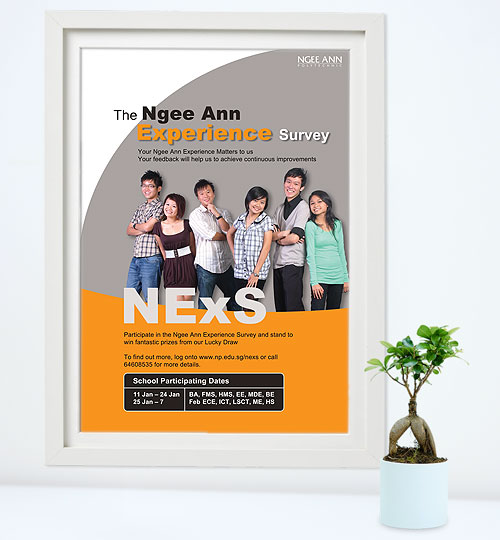 NGEE ANN
POLYTECHNIC
The Ngee Ann
Experience Survey
Your Ngee Ann Experience Matters to us
Your feedback will help us to achieve continuous improvements
NExS
Participate in the Ngee Ann Experience Survey and stand to
win fantastic prizes from our Lucky Draw
To find out more, log onto www.np.edu.sg/nexs or call
64608535 for more details.
School Participating Dates
11 Jan – 24 Jan BA, FMS, HMS, EE, MDE, BE
25 Jan – 7 Feb ECE, ICT, LSCT, ME, HS